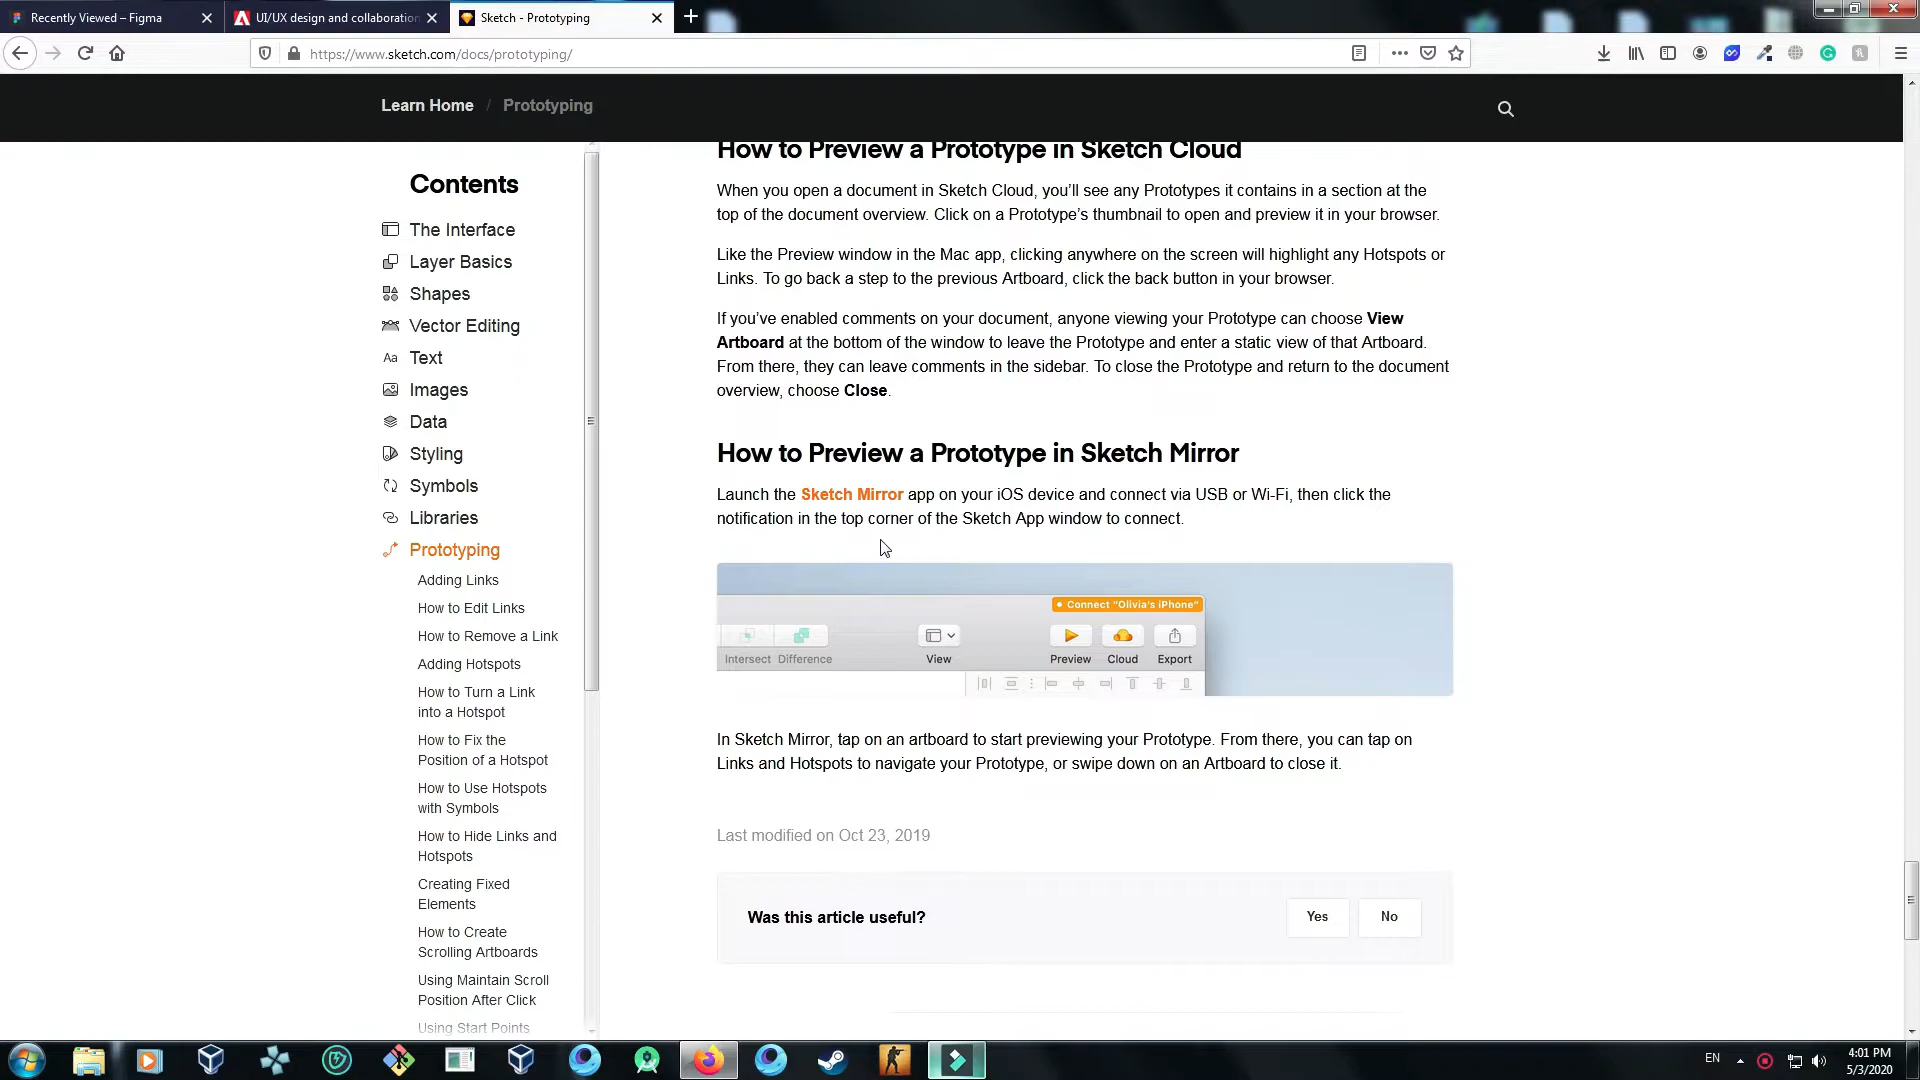 Recently Viewed – Figma
UI/UX design and collaboration
Sketch - Prototyping
https://www.sketch.com/docs/prototyping/
Learn Home / Prototyping
Contents
The Interface
Layer Basics
Shapes
Vector Editing
Aa Text
Images
Data
Styling
Symbols
Libraries
Prototyping
Adding Links
How to Edit Links
How to Remove a Link
Adding Hotspots
How to Turn a Link
into a Hotspot
How to Fix the
Position of a Hotspot
How to Use Hotspots
with Symbols
How to Hide Links and
Hotspots
Creating Fixed
Elements
How to Create
Scrolling Artboards
Using Maintain Scroll
Position After Click
Using Start Points
How to Preview a Prototype in Sketch Cloud
When you open a document in Sketch Cloud, you’ll see any Prototypes it contains in a section at the
top of the document overview. Click on a Prototype’s thumbnail to open and preview it in your browser.
Like the Preview window in the Mac app, clicking anywhere on the screen will highlight any Hotspots or
Links. To go back a step to the previous Artboard, click the back button in your browser.
If you’ve enabled comments on your document, anyone viewing your Prototype can choose View
Artboard at the bottom of the window to leave the Prototype and enter a static view of that Artboard.
From there, they can leave comments in the sidebar. To close the Prototype and return to the document
overview, choose Close.
How to Preview a Prototype in Sketch Mirror
Launch the Sketch Mirror app on your iOS device and connect via USB or Wi-Fi, then click the
notification in the top corner of the Sketch App window to connect.
Connect “Olivia’s iPhone”
Intersect Difference View Preview Cloud Export
In Sketch Mirror, tap on an artboard to start previewing your Prototype. From there, you can tap on
Links and Hotspots to navigate your Prototype, or swipe down on an Artboard to close it.
Last modified on Oct 23, 2019
Was this article useful?
Yes
No
EN
4:01 PM
5/3/2020